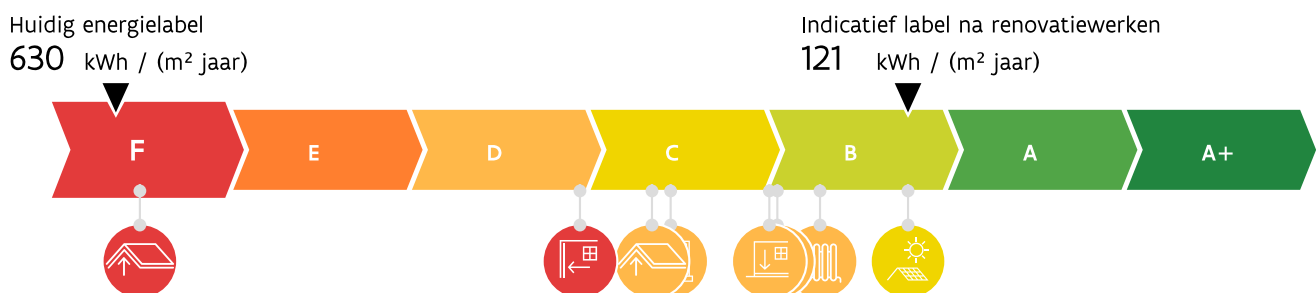 Huidig energielabel
630 kWh / (m² jaar)
Indicatief label na renovatiewerken
121 kWh / (m² jaar)
F E D C B A A+